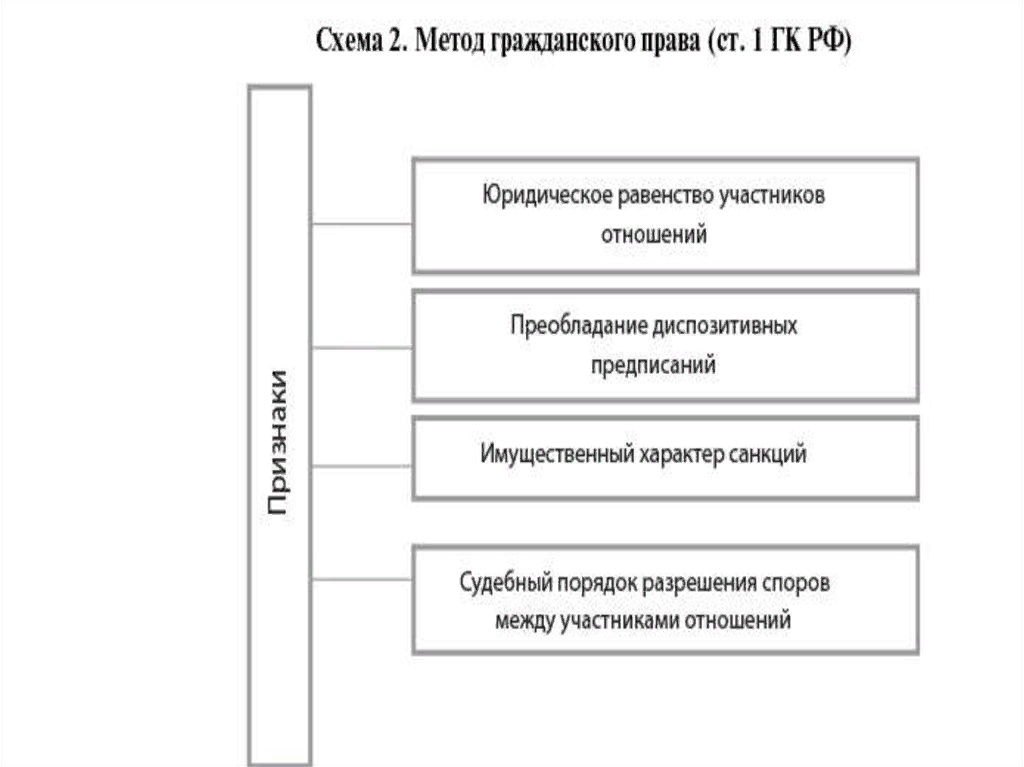 Схема 2. Метод гражданского права (ст. 1 ГК РФ)
Признаки
Юридическое равенство участников
отношений
Преобладание диспозитивных
предписаний
Имущественный характер санкций
Судебный порядок разрешения споров
между участниками отношений